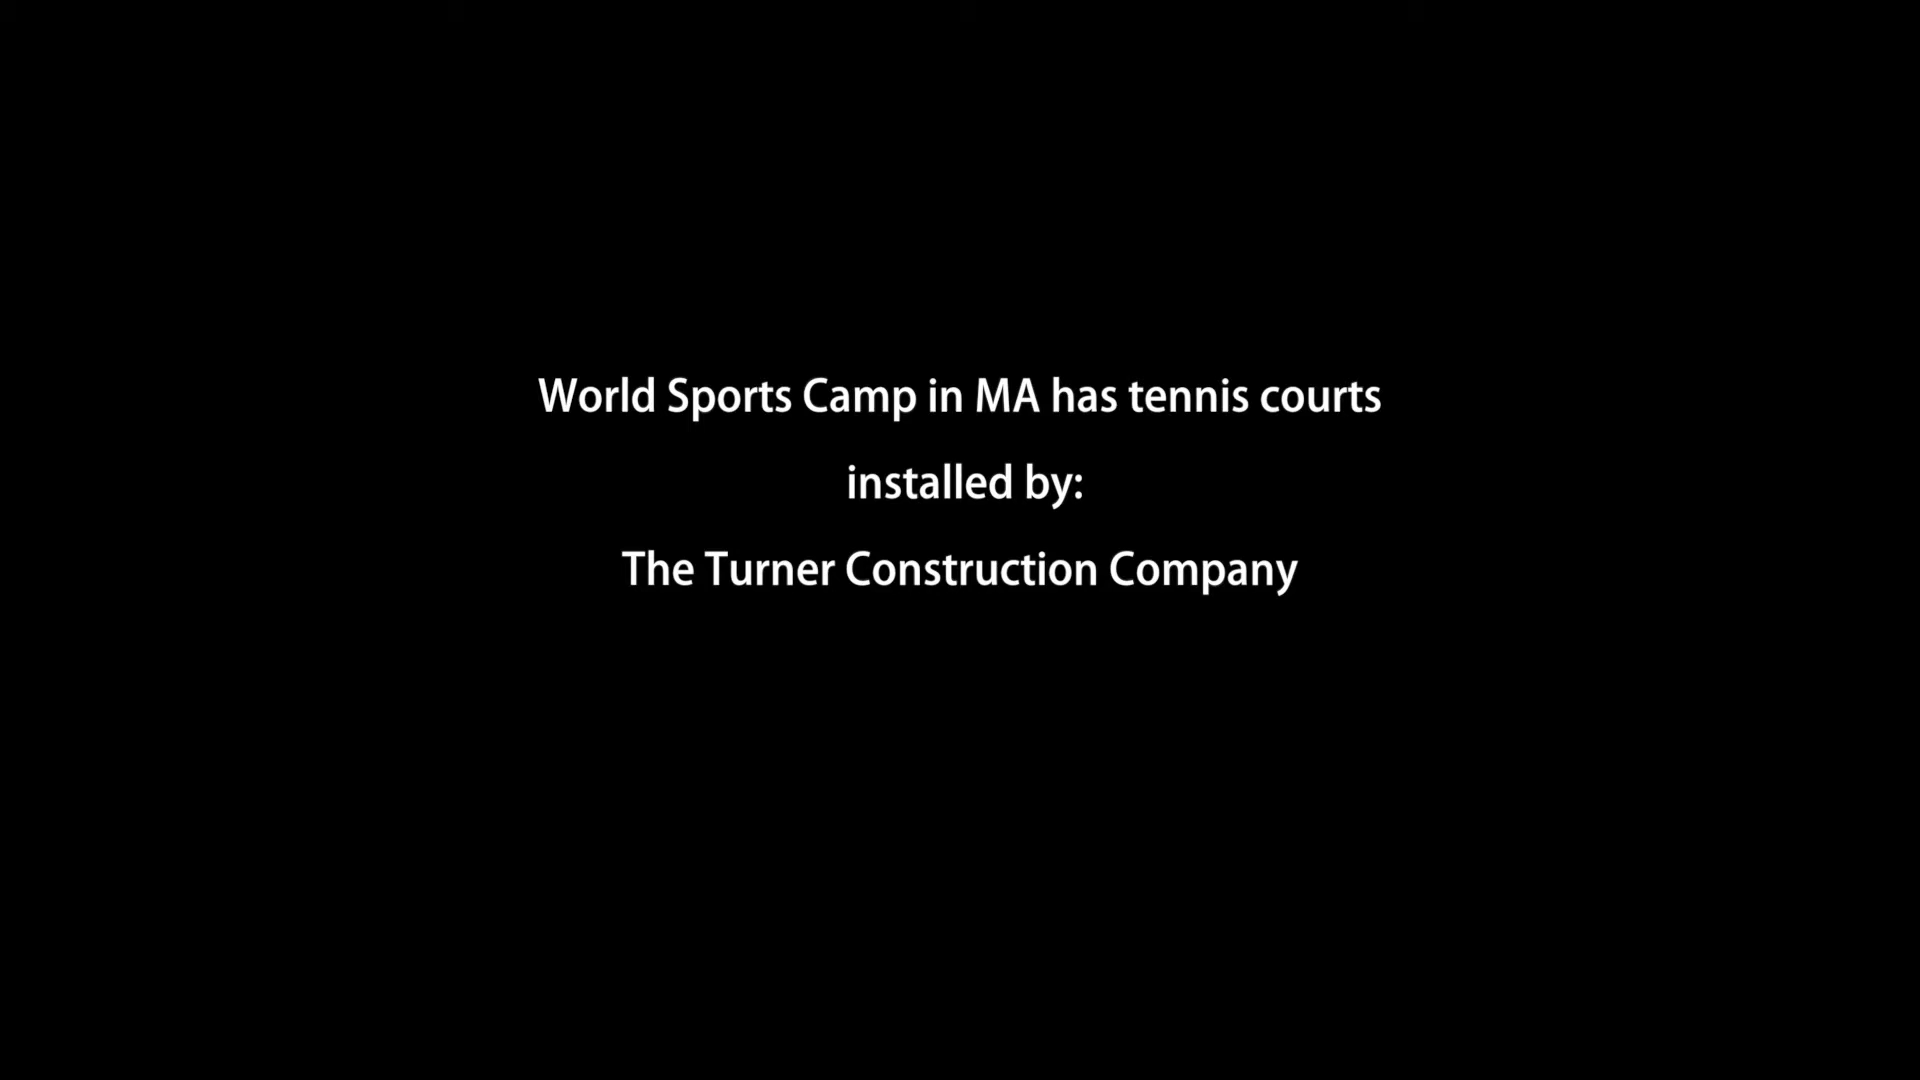 World Sports Camp in MA has tennis courts
installed by:
The Turner Construction Company